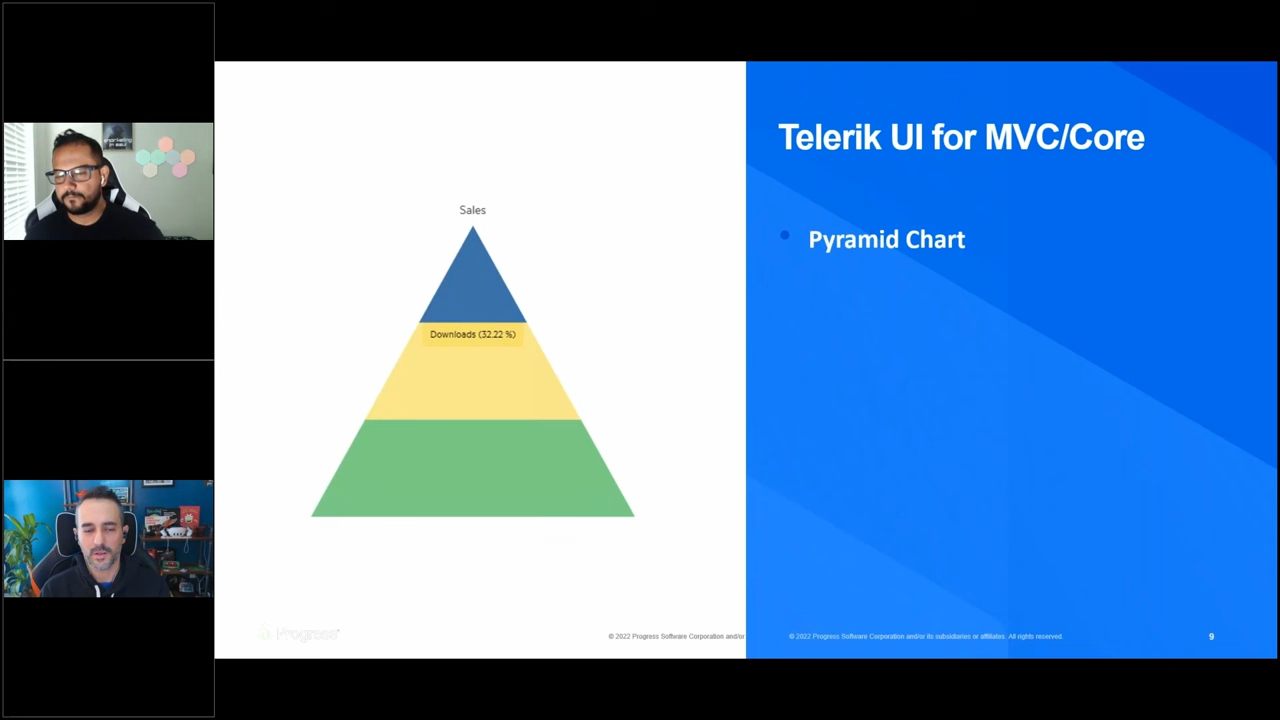 Telerik UI for MVC/Core
Pyramid Chart
Sales
Downloads (32.22 %)
Progress
© 2022 Progress Software Corporation and/or
© 2022 Progress Software Corporation and/or its subsidiaries or affiliates. All rights reserved.
9